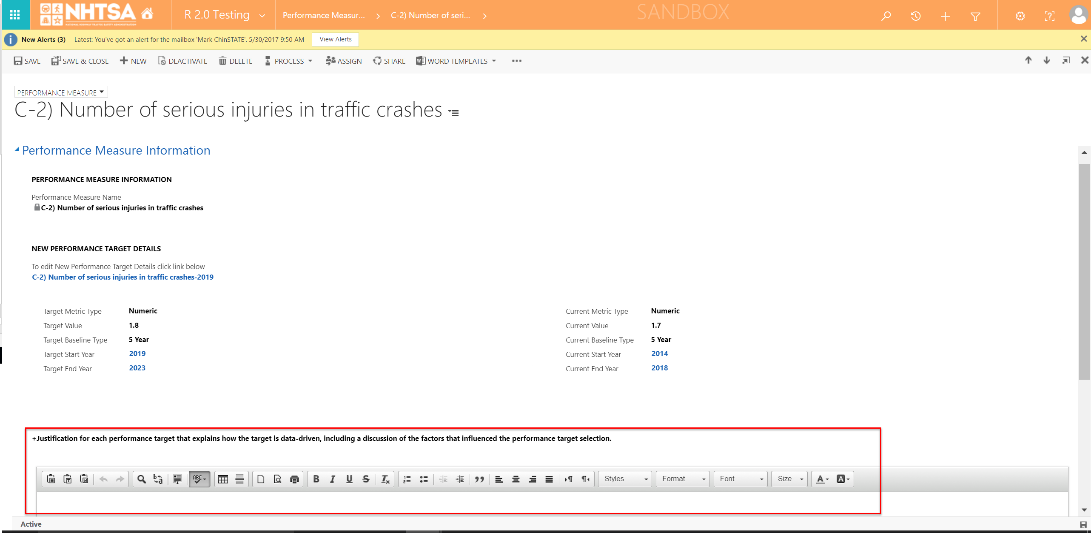 NHTSA R 2.0 Testing Performance Measur... C-2) Number of seri... SANDBOX
New Alerts (3) Latest: You've got an alert for the mailbox 'Mark ChinSTATE'. 5/30/2017 9:50 AM View Alerts
SAVE SAVE & CLOSE NEW DEACTIVATE DELETE PROCESS ASSIGN SHARE WORD TEMPLATES
PERFORMANCE MEASURE
C-2) Number of serious injuries in traffic crashes
Performance Measure Information
PERFORMANCE MEASURE INFORMATION
Performance Measure Name
C-2) Number of serious injuries in traffic crashes
NEW PERFORMANCE TARGET DETAILS
To edit New Performance Target Details click link below
C-2) Number of serious injuries in traffic crashes-2019
Target Metric Type Numeric Current Metric Type Numeric
Target Value 1.8 Current Value 1.7
Target Baseline Type 5 Year Current Baseline Type 5 Year
Target Start Year 2019 Current Start Year 2014
Target End Year 2023 Current End Year 2018
+Justification for each performance target that explains how the target is data-driven, including a discussion of the factors that influenced the performance target selection.
B I U S Styles Format Font Size A A
Active